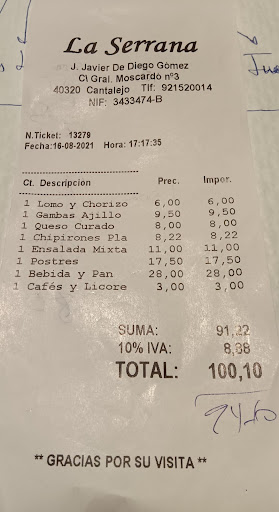 La Serrana
J. Javier De Diego Gómez
C\ Gral. Moscardó nº3
40320 Cantalejo Tlf: 921520014
NIF: 3433474-B
N.Ticket: 13279
Fecha:16-08-2021 Hora: 17:17:35
Ct. Descripcion Prec. Impor.
1 Lomo y Chorizo 6,00 6,00
1 Gambas Ajillo 9,50 9,50
1 Queso Curado 8,00 8,00
1 Chipirones Pla 8,22 8,22
1 Ensalada Mixta 11,00 11,00
1 Postres 17,50 17,50
1 Bebida y Pan 28,00 28,00
1 Cafés y Licore 3,00 3,00
SUMA: 91,22
10% IVA: 8,88
TOTAL: 100,10
** GRACIAS POR SU VISITA **